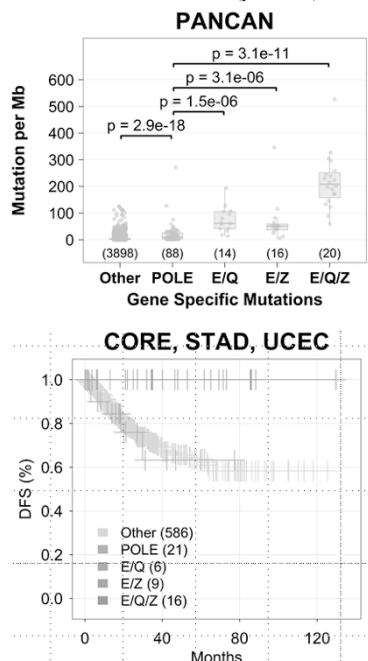 PANCAN
p = 3.1e-11
p = 3.1e-06
p = 1.5e-06
p = 2.9e-18
Mutation per Mb
600
500
400
300
200
100
0
(3898) (88) (14) (16) (20)
Other POLE E/Q E/Z E/Q/Z
Gene Specific Mutations
CORE, STAD, UCEC
DFS (%)
1.0
0.8
0.6
0.4
0.2
0.0
Other (586)
POLE (21)
E/Q (6)
E/Z (9)
E/Q/Z (16)
0 40 80 120
Months